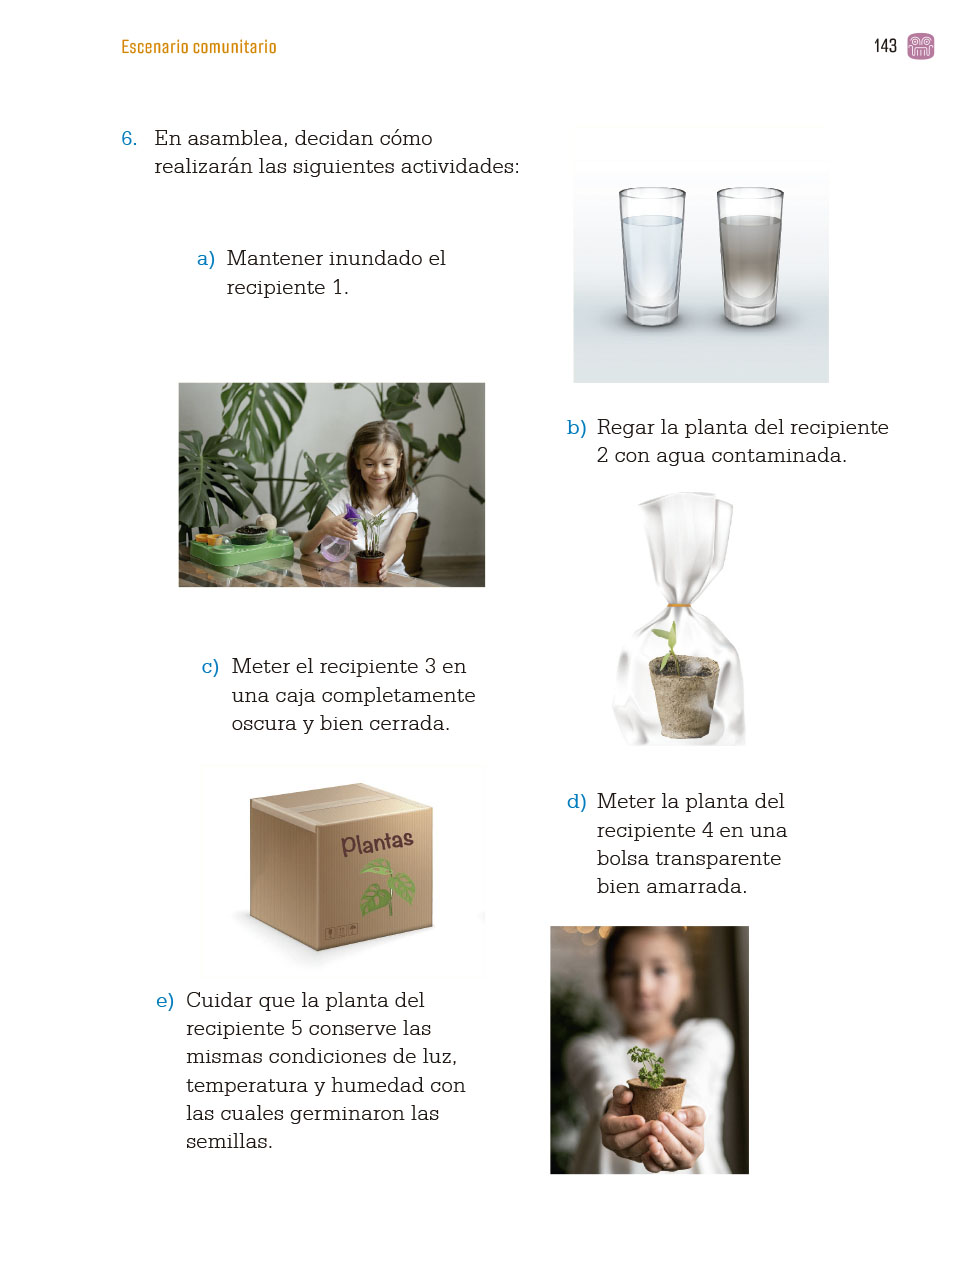 Escenario comunitario
143
6. En asamblea, decidan cómo
realizarán las siguientes actividades:
a) Mantener inundado el
recipiente 1.
b) Regar la planta del recipiente
2 con agua contaminada.
c) Meter el recipiente 3 en
una caja completamente
oscura y bien cerrada.
Plantas
d) Meter la planta del
recipiente 4 en una
bolsa transparente
bien amarrada.
e) Cuidar que la planta del
recipiente 5 conserve las
mismas condiciones de luz,
temperatura y humedad con
las cuales germinaron las
semillas.